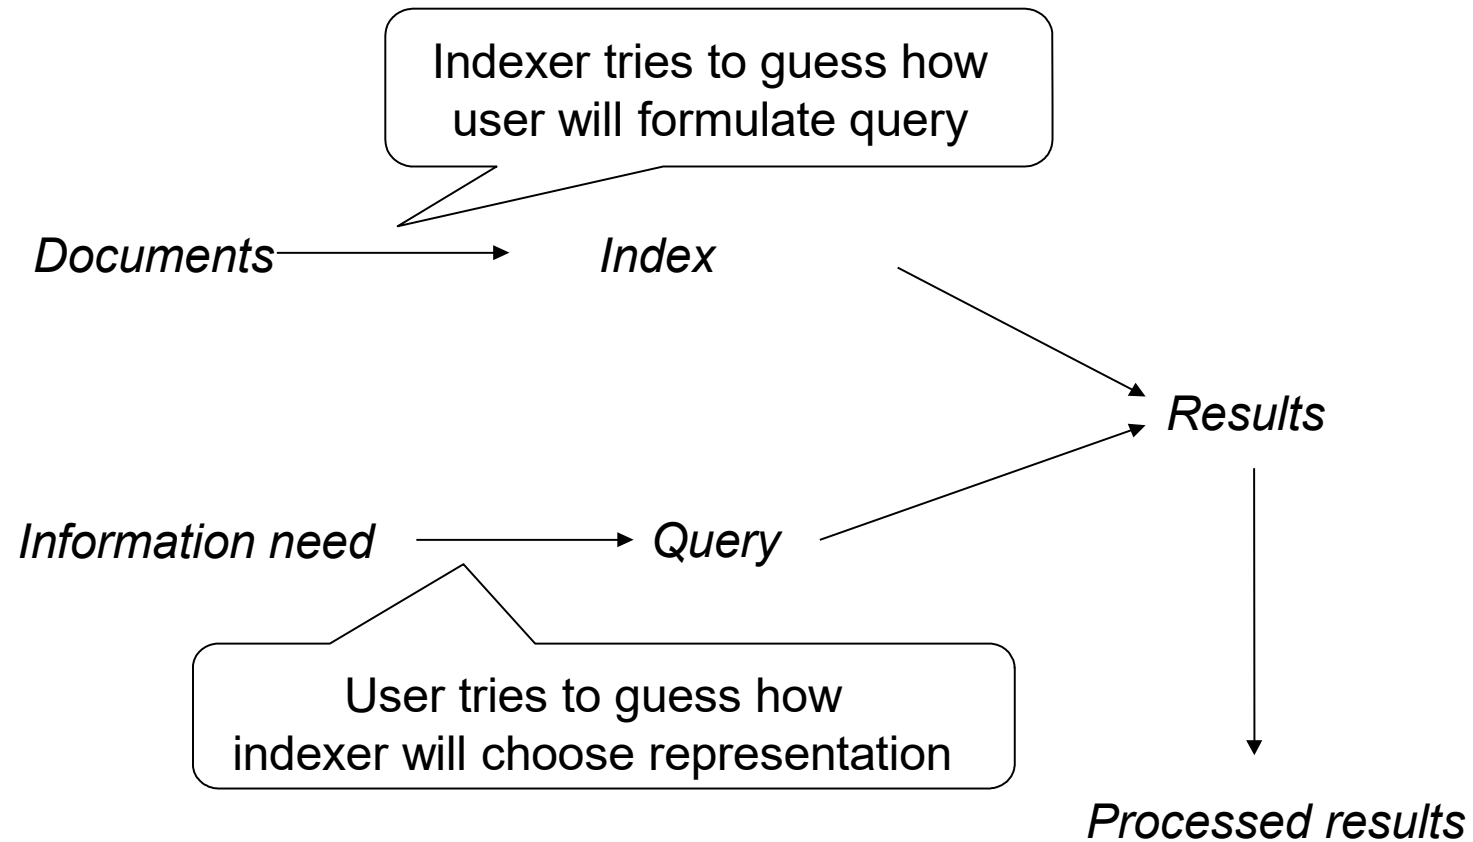 Indexer tries to guess how
user will formulate query
Documents
Index
Results
Information need
Query
User tries to guess how
indexer will choose representation
Processed results